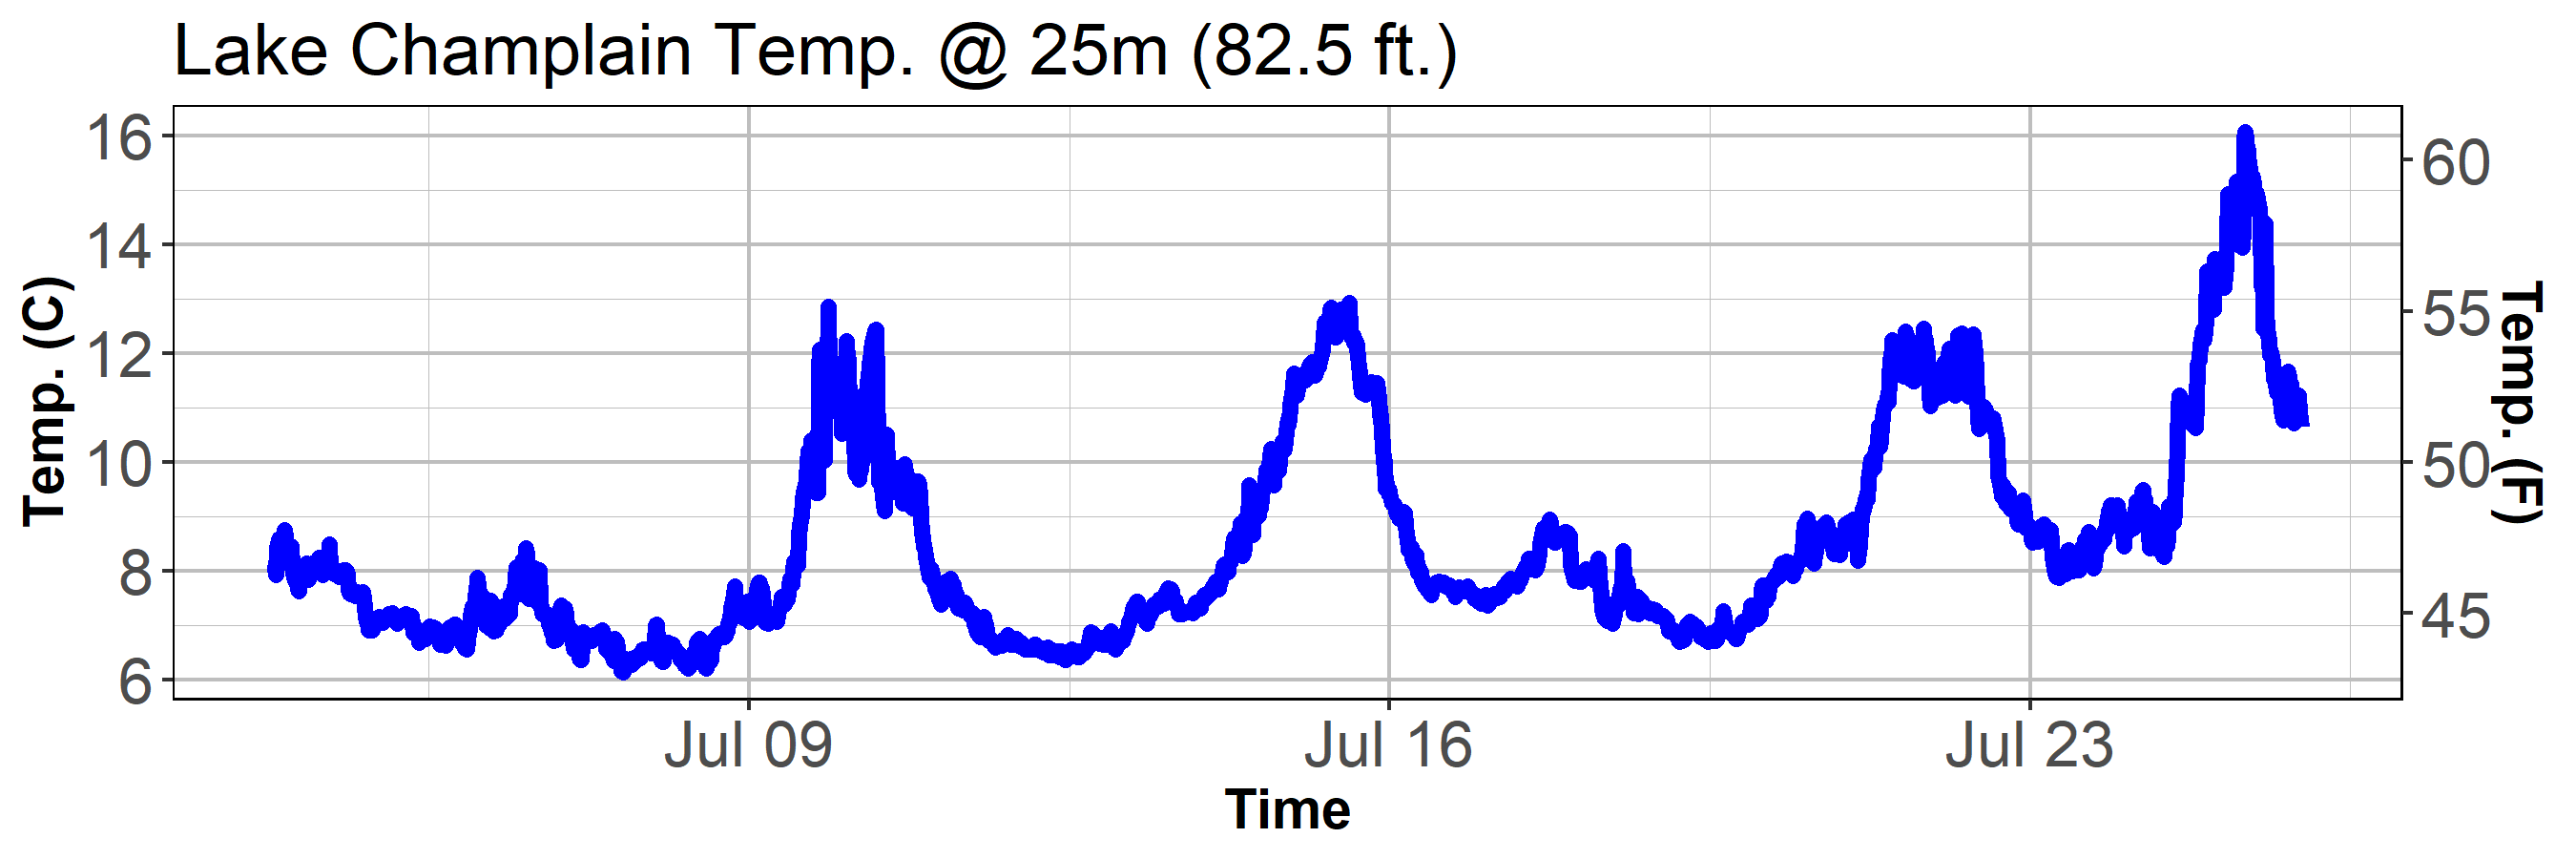 Lake Champlain Temp. @ 25m (82.5 ft.)
16
14
12
10
8
6
Temp. (C)
60
55
50
45
Temp. (F)
Jul 09 Jul 16 Jul 23
Time